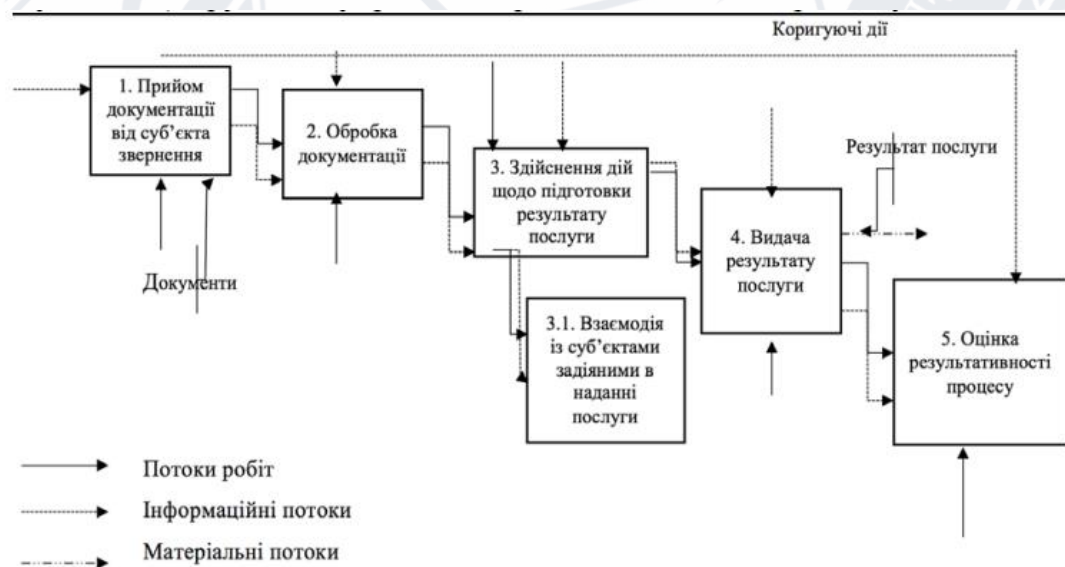 Коригуючі дії
1. Прийом
документації
від суб’єкта
звернення
2. Обробка
документації
3. Здійснення дій
щодо підготовки
результату
послуги
Результат послуги
4. Видача
результату
послуги
Документи
3.1. Взаємодія
із суб’єктами
задіяними в
наданні
послуги
5. Оцінка
результативності
процесу
Потоки робіт
Інформаційні потоки
Матеріальні потоки